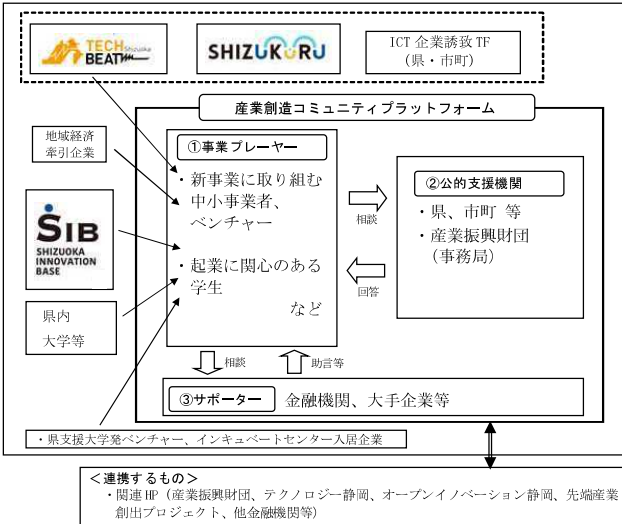 TECH Shizuoka
BEAT
SHIZUKURU
ICT 企業誘致 TF
(県・市町)
産業創造コミュニティプラットフォーム
地域経済
牽引企業
①事業プレーヤー
・新事業に取り組む
中小事業者、
ベンチャー
・起業に関心のある
学生
など
相談
回答
②公的支援機関
・県、市町 等
・産業振興財団
(事務局)
SIB
SHIZUOKA
INNOVATION
BASE
県内
大学等
相談
助言等
③サポーター 金融機関、大手企業等
・県支援大学発ベンチャー、インキュベートセンター入居企業
＜連携するもの＞
・関連 HP（産業振興財団、テクノロジー静岡、オープンイノベーション静岡、先端産業
創出プロジェクト、他金融機関等）